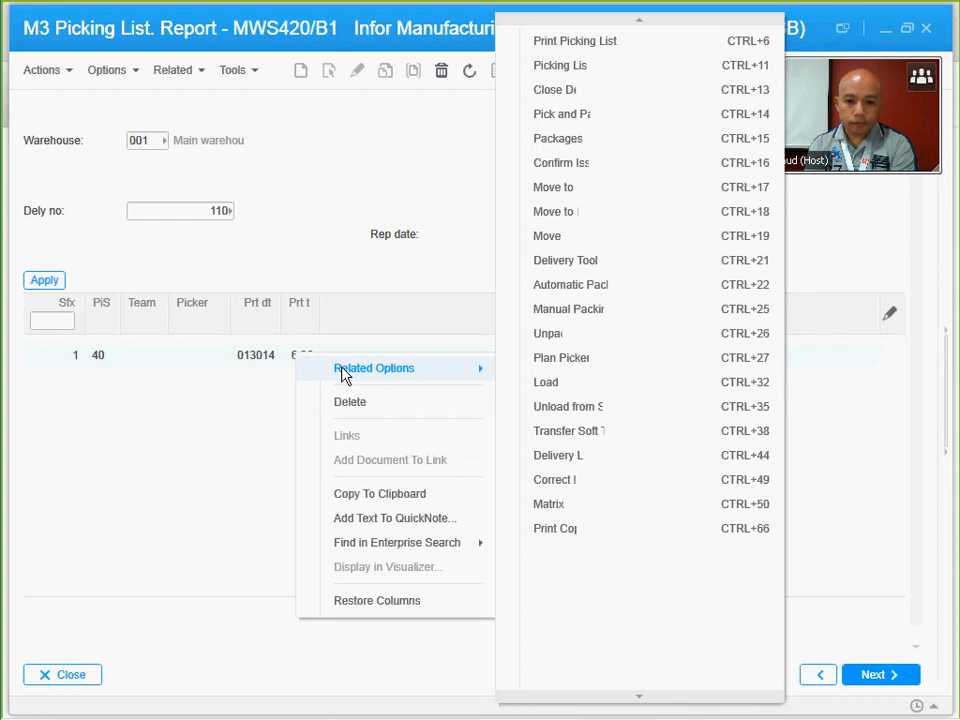 M3 Picking List. Report - MWS420/B1 Infor Manufacturi
Actions Options Related Tools
Warehouse: 001 Main warehou
Dely no: 110
Rep date:
Apply
Sfx PiS Team Picker Prt dt Prt t
1 40 013014
Related Options
Delete
Links
Add Document To Link
Copy To Clipboard
Add Text To QuickNote...
Find in Enterprise Search
Display in Visualizer...
Restore Columns
Print Picking List CTRL+6
Picking Lis CTRL+11
Close De CTRL+13
Pick and Pa CTRL+14
Packages CTRL+15
Confirm Iss CTRL+16
Move to CTRL+17
Move to CTRL+18
Move CTRL+19
Delivery Tool CTRL+21
Automatic Pacl CTRL+22
Manual Packin CTRL+25
Unpa CTRL+26
Plan Picker CTRL+27
Load CTRL+32
Unload from S CTRL+35
Transfer Soft T CTRL+38
Delivery L CTRL+44
Correct I CTRL+49
Matrix CTRL+50
Print Cop CTRL+66
(Host)
Close
Next